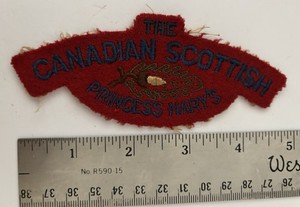 THE
CANADIAN SCOTTISH
PRINCESS MARY'S
1 2 3 4 5
No. R590-15
Wes
38 37 36 35 34 33 32 31 30 29 28 27 26